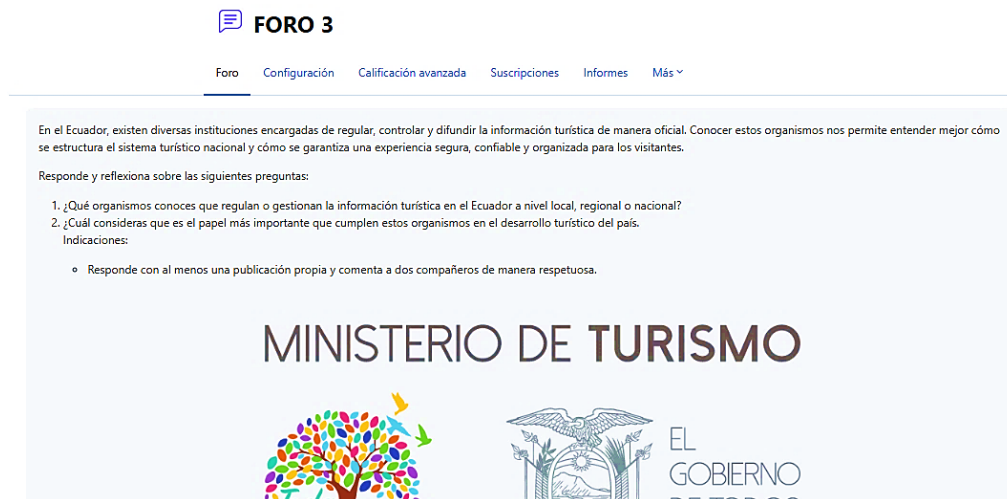 FORO 3
Foro Configuración Calificación avanzada Suscripciones Informes Más
En el Ecuador, existen diversas instituciones encargadas de regular, controlar y difundir la información turística de manera oficial. Conocer estos organismos nos permite entender mejor cómo
se estructura el sistema turístico nacional y cómo se garantiza una experiencia segura, confiable y organizada para los visitantes.
Responde y reflexiona sobre las siguientes preguntas:
1. ¿Qué organismos conoces que regulan o gestionan la información turística en el Ecuador a nivel local, regional o nacional?
2. ¿Cuál consideras que es el papel más importante que cumplen estos organismos en el desarrollo turístico del país.
Indicaciones:
Responde con al menos una publicación propia y comenta a dos compañeros de manera respetuosa.
MINISTERIO DE TURISMO
EL
GOBIERNO